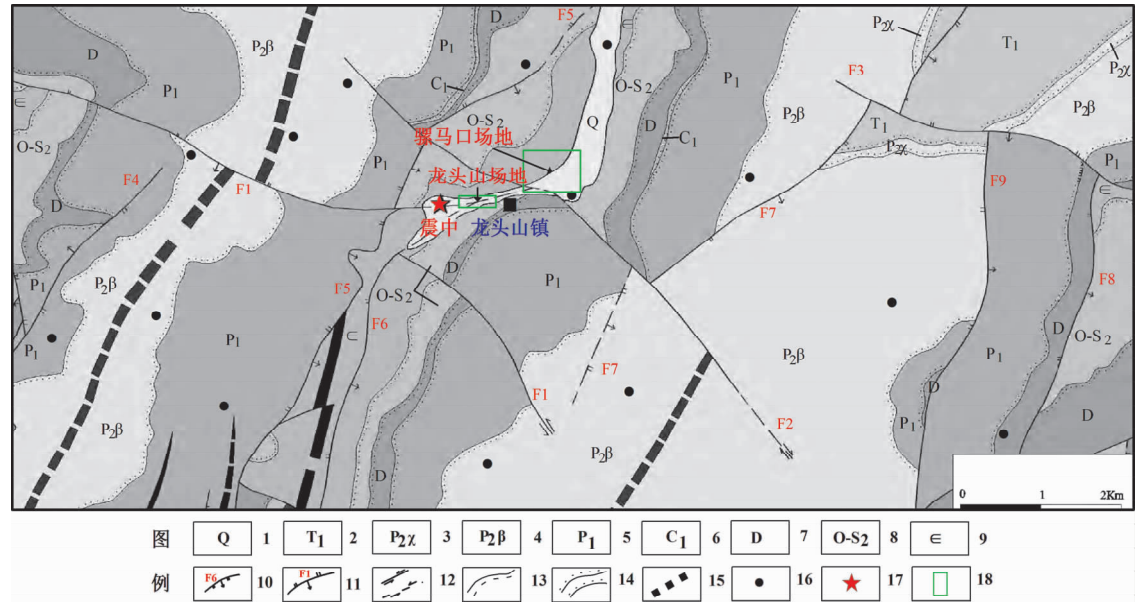 D
P₂β
P₁
D
F5
D
O-S₂
P₁
P₂χ
T₁
P₂χ
F3
P₂β
P₁
C₁
O-S₂
Q
D
C₁
P₂β
T₁
P₂χ
∈
O-S₂
D
F4
F1
P₁
骡马口场地
龙头山场地
震中
龙头山镇
F7
F9
P₁
∈
D
F8
P₁
P₂β
F5
O-S₂
D
P₁
F6
∈
P₁
P₁
O-S₂
P₂β
F7
F1
F2
P₂β
P₁
D
D
P₁
D
P₂β
D
P₂β
0 1 2Km
图 Q 1 T₁ 2 P₂χ 3 P₂β 4 P₁ 5 C₁ 6 D 7 O-S₂ 8 ∈ 9
例 F6 10 F1 11 12 13 14 15 16 17 18